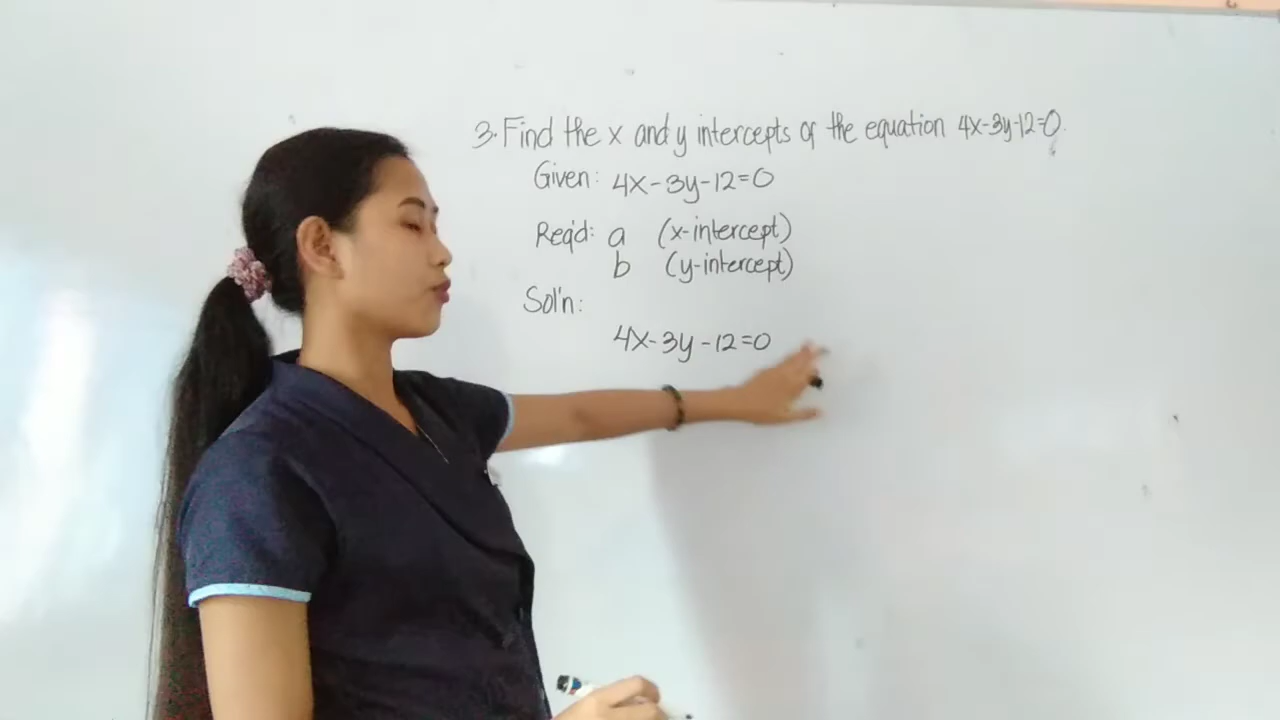 3. Find the x and y intercepts of the equation 4x-3y-12=0.
Given: 4x-3y-12=0
Req'd: a (x-intercept)
b (y-intercept)
Sol'n:
4x-3y-12=0